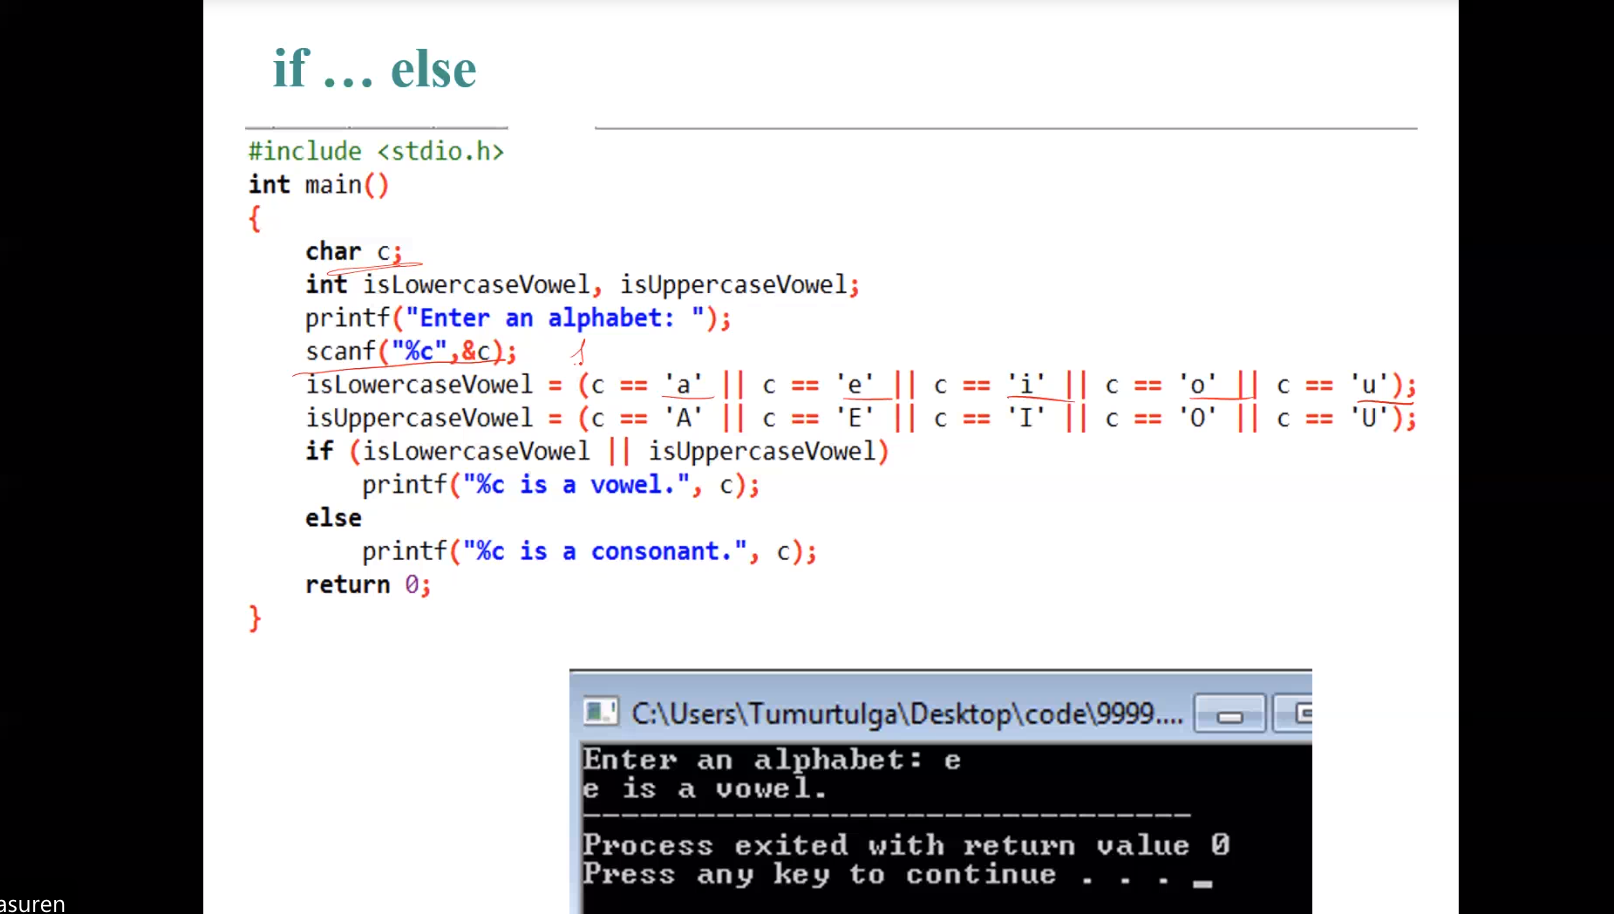 if … else
#include <stdio.h>
int main()
{
    char c;
    int isLowercaseVowel, isUppercaseVowel;
    printf("Enter an alphabet: ");
    scanf("%c",&c);
    isLowercaseVowel = (c == 'a' || c == 'e' || c == 'i' || c == 'o' || c == 'u');
    isUppercaseVowel = (c == 'A' || c == 'E' || c == 'I' || c == 'O' || c == 'U');
    if (isLowercaseVowel || isUppercaseVowel)
        printf("%c is a vowel.", c);
    else
        printf("%c is a consonant.", c);
    return 0;
}
C:\Users\Tumurtulga\Desktop\code\9999....
Enter an alphabet: e
e is a vowel.
--------------------------------
Process exited with return value 0
Press any key to continue . . . _
asuren